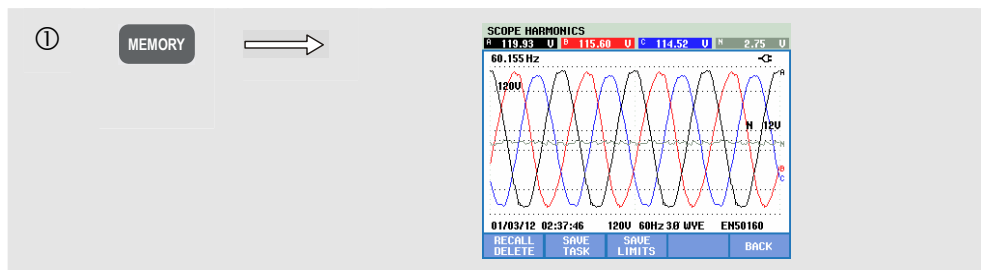 ①
MEMORY
SCOPE HARMONICS
A 119.93 V B 115.60 V C 114.52 V N 2.75 V
60.155 Hz
A
120V
N 12V
N
B
C
01/03/12 02:37:46 120V 60Hz 3Ø WYE EN50160
RECALL DELETE SAVE TASK SAVE LIMITS BACK